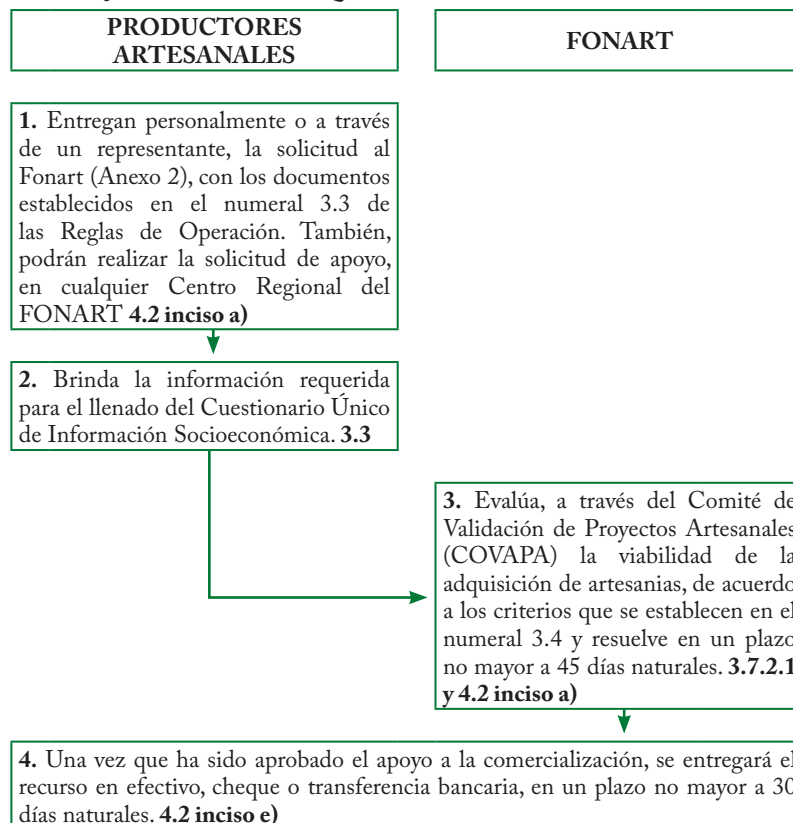 PRODUCTORES
ARTESANALES
FONART
1. Entregan personalmente o a través
de un representante, la solicitud al
Fonart (Anexo 2), con los documentos
establecidos en el numeral 3.3 de
las Reglas de Operación. También,
podrán realizar la solicitud de apoyo,
en cualquier Centro Regional del
FONART 4.2 inciso a)
2. Brinda la información requerida
para el llenado del Cuestionario Único
de Información Socioeconómica. 3.3
3. Evalúa, a través del Comité de
Validación de Proyectos Artesanales
(COVAPA) la viabilidad de la
adquisición de artesanias, de acuerdo
a los criterios que se establecen en el
numeral 3.4 y resuelve en un plazo
no mayor a 45 días naturales. 3.7.2.1
y 4.2 inciso a)
4. Una vez que ha sido aprobado el apoyo a la comercialización, se entregará el
recurso en efectivo, cheque o transferencia bancaria, en un plazo no mayor a 30
días naturales. 4.2 inciso e)